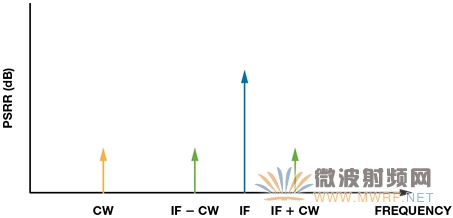 PSRR (dB)
CW
IF − CW
IF
IF + CW
FREQUENCY
微波射频网
WWW.MWRF.NET